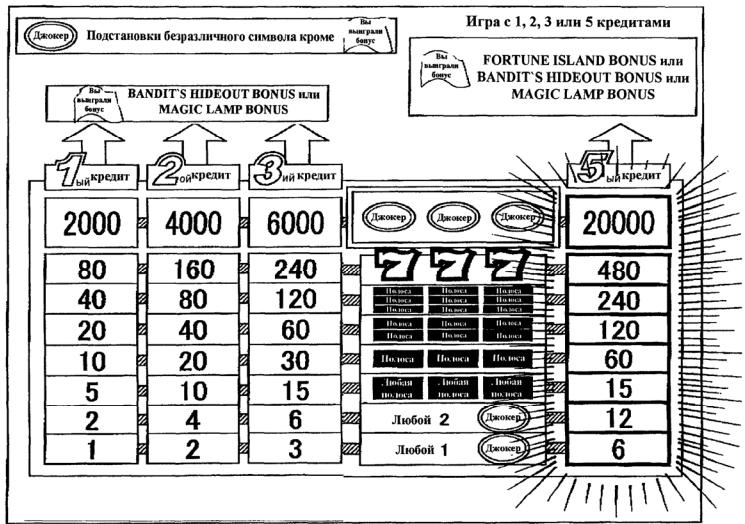 Игра с 1, 2, 3 или 5 кредитами
Джокер Подстановки безразличного символа кроме Вы выиграли бонус
Вы выиграли бонус
FORTUNE ISLAND BONUS или
BANDIT`S HIDEOUT BONUS или
MAGIC LAMP BONUS
Вы выиграли бонус
BANDIT`S HIDEOUT BONUS или
MAGIC LAMP BONUS
1ый кредит 2ой кредит 3ий кредит 5ый кредит
2000 4000 6000 Джокер Джокер Джокер 20000
80 160 240 7 7 7 480
40 80 120 Полоса Полоса Полоса 240
Полоса Полоса Полоса
Полоса Полоса Полоса
20 40 60 Полоса Полоса Полоса 120
Полоса Полоса Полоса
10 20 30 Полоса Полоса Полоса 60
5 10 15 Любая полоса Любая полоса Любая полоса 15
2 4 6 Любой 2 Джокер 12
1 2 3 Любой 1 Джокер 6